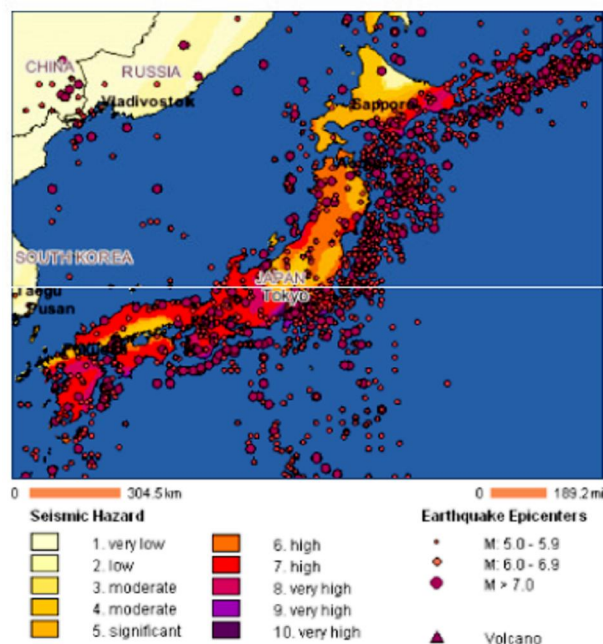 CHINA
RUSSIA
Vladivostok
Sapporo
SOUTH KOREA
JAPAN
Taegu
Tokyo
Pusan
0 304.5 km
0 189.2 mi
Seismic Hazard
1. very low
2. low
3. moderate
4. moderate
5. significant
6. high
7. high
8. very high
9. very high
10. very high
Earthquake Epicenters
M: 5.0 - 5.9
M: 6.0 - 6.9
M > 7.0
Volcano